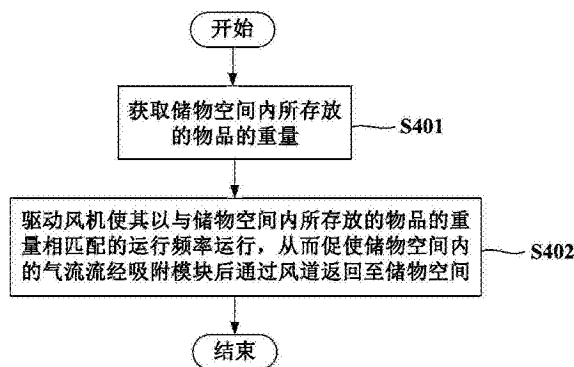 开始
获取储物空间内所存放
的物品的重量
S401
驱动风机使其以与储物空间内所存放的物品的重
量相匹配的运行频率运行，从而促使储物空间内
的气流流经吸附模块后通过风道返回至储物空间
S402
结束